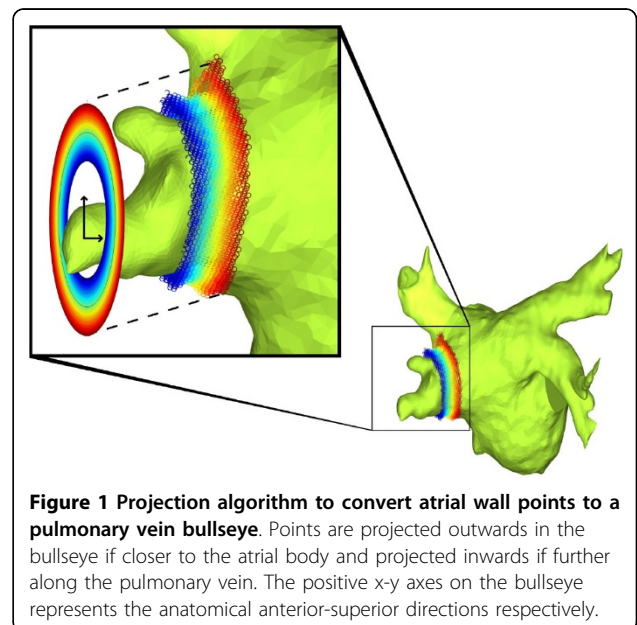 Figure 1 Projection algorithm to convert atrial wall points to a
pulmonary vein bullseye. Points are projected outwards in the
bullseye if closer to the atrial body and projected inwards if further
along the pulmonary vein. The positive x-y axes on the bullseye
represents the anatomical anterior-superior directions respectively.